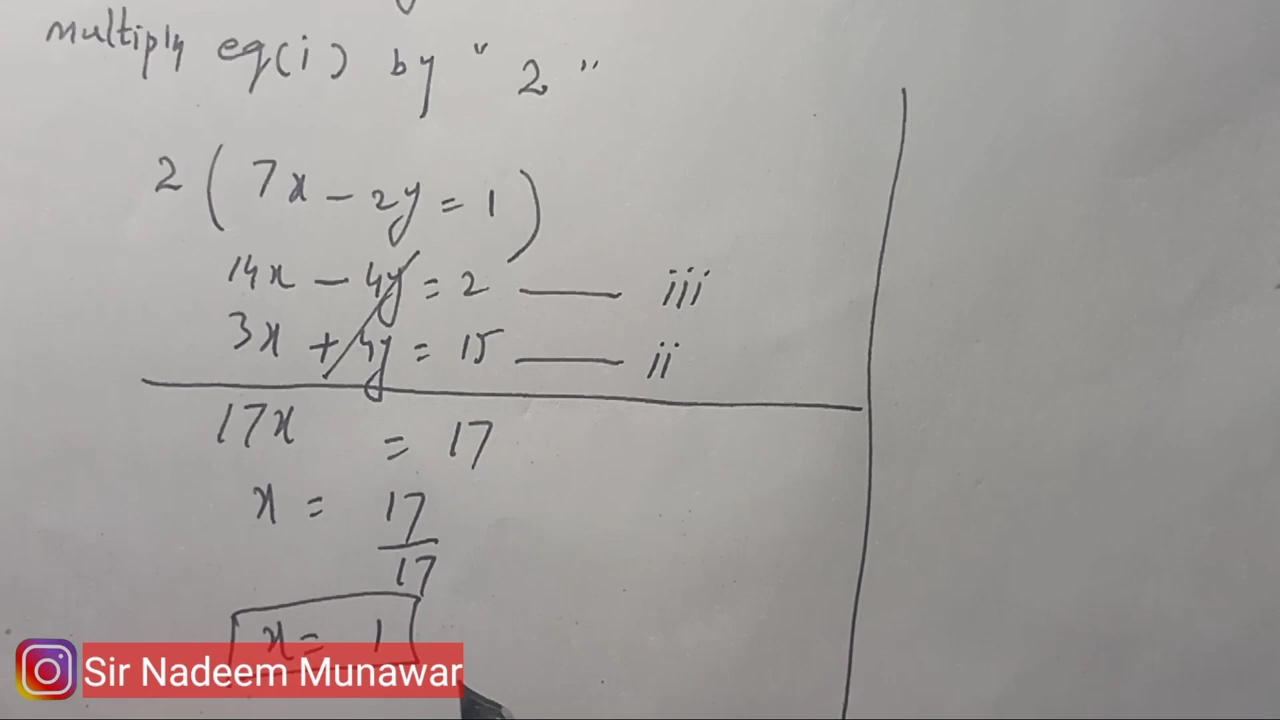 multiply eq(i) by "2"
2(7x - 2y = 1)
14x - 4y = 2 —— iii
3x + 4y = 15 —— ii
17x = 17
x = 17/17
x = 1
Sir Nadeem Munawar